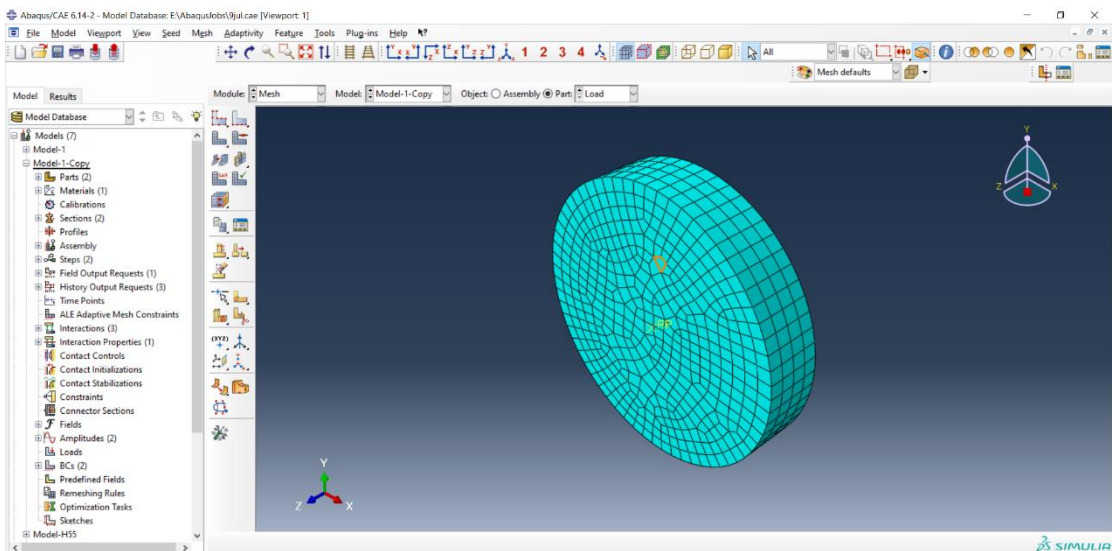 Abaqus/CAE 6.14-2 - Model Database: E:\AbaqusJobs\9jul.cae [Viewport: 1]
File Model Viewport View Seed Mesh Adaptivity Feature Tools Plug-ins Help
1 2 3 4 All
Mesh defaults
Model Results Module: Mesh Model: Model-1-Copy Object: Assembly Part: Load
Model Database
Models (7)
Model-1
Model-1-Copy
Parts (2)
Materials (1)
Calibrations
Sections (2)
Profiles
Assembly
Steps (2)
Field Output Requests (1)
History Output Requests (3)
Time Points
ALE Adaptive Mesh Constraints
Interactions (3)
Interaction Properties (1)
Contact Controls
Contact Initializations
Contact Stabilizations
Constraints
Connector Sections
Fields
Amplitudes (2)
Loads
BCs (2)
Predefined Fields
Remeshing Rules
Optimization Tasks
Sketches
Model-H55
(XYZ)
Y
Z X
RP
Y
Z X
SIMULIA